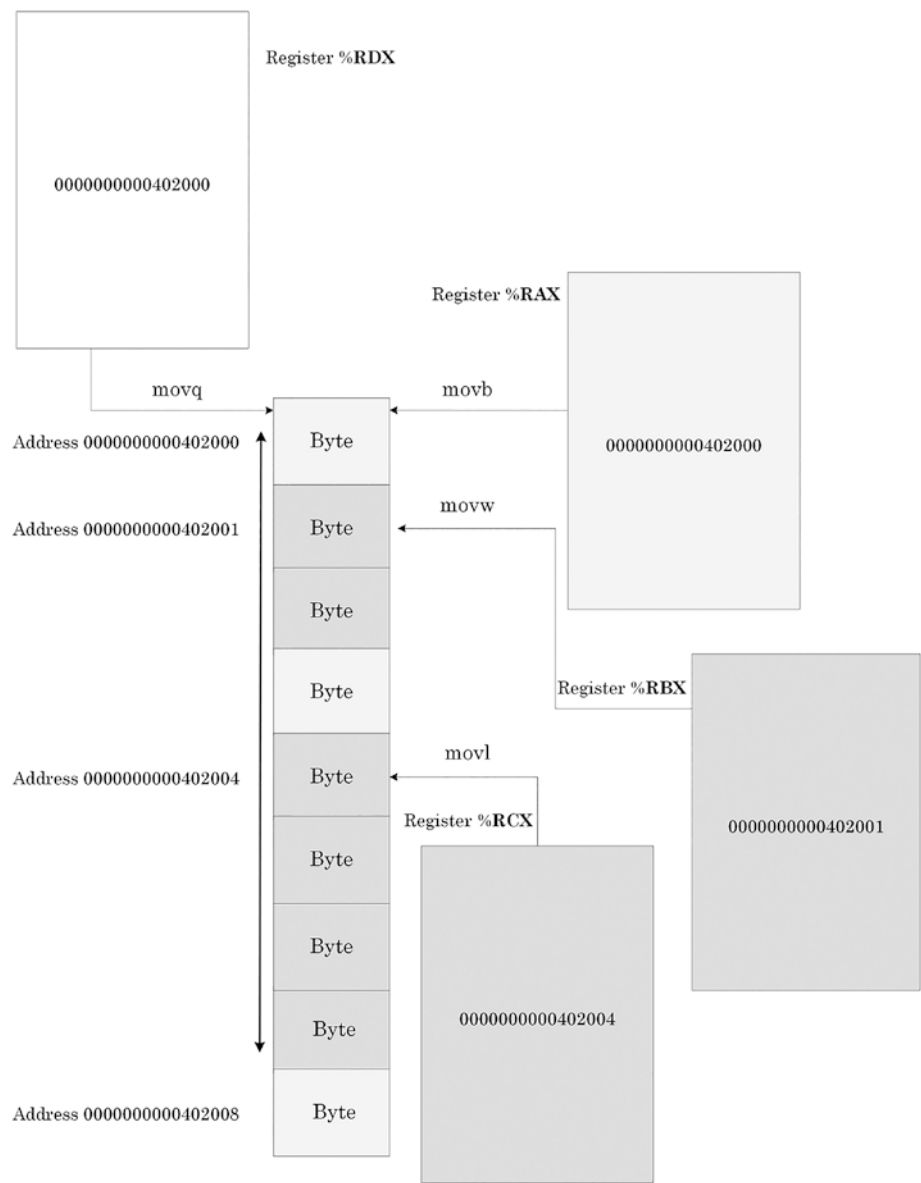 Register %RDX
0000000000402000
Register %RAX
movq
movb
Address 0000000000402000
Byte
0000000000402000
movw
Address 0000000000402001
Byte
Byte
Byte
Register %RBX
movl
Address 0000000000402004
Byte
Register %RCX
0000000000402001
Byte
Byte
0000000000402004
Byte
Address 0000000000402008
Byte